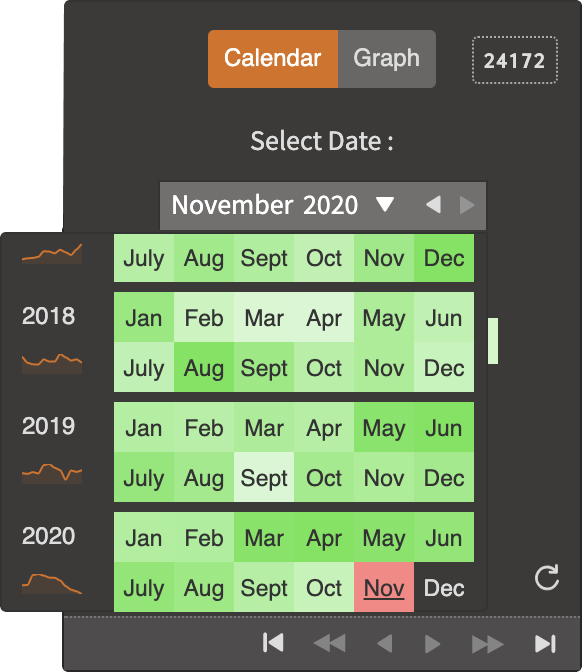 Calendar Graph 24172
Select Date :
November 2020
July Aug Sept Oct Nov Dec
2018 Jan Feb Mar Apr May Jun
July Aug Sept Oct Nov Dec
2019 Jan Feb Mar Apr May Jun
July Aug Sept Oct Nov Dec
2020 Jan Feb Mar Apr May Jun
July Aug Sept Oct Nov Dec